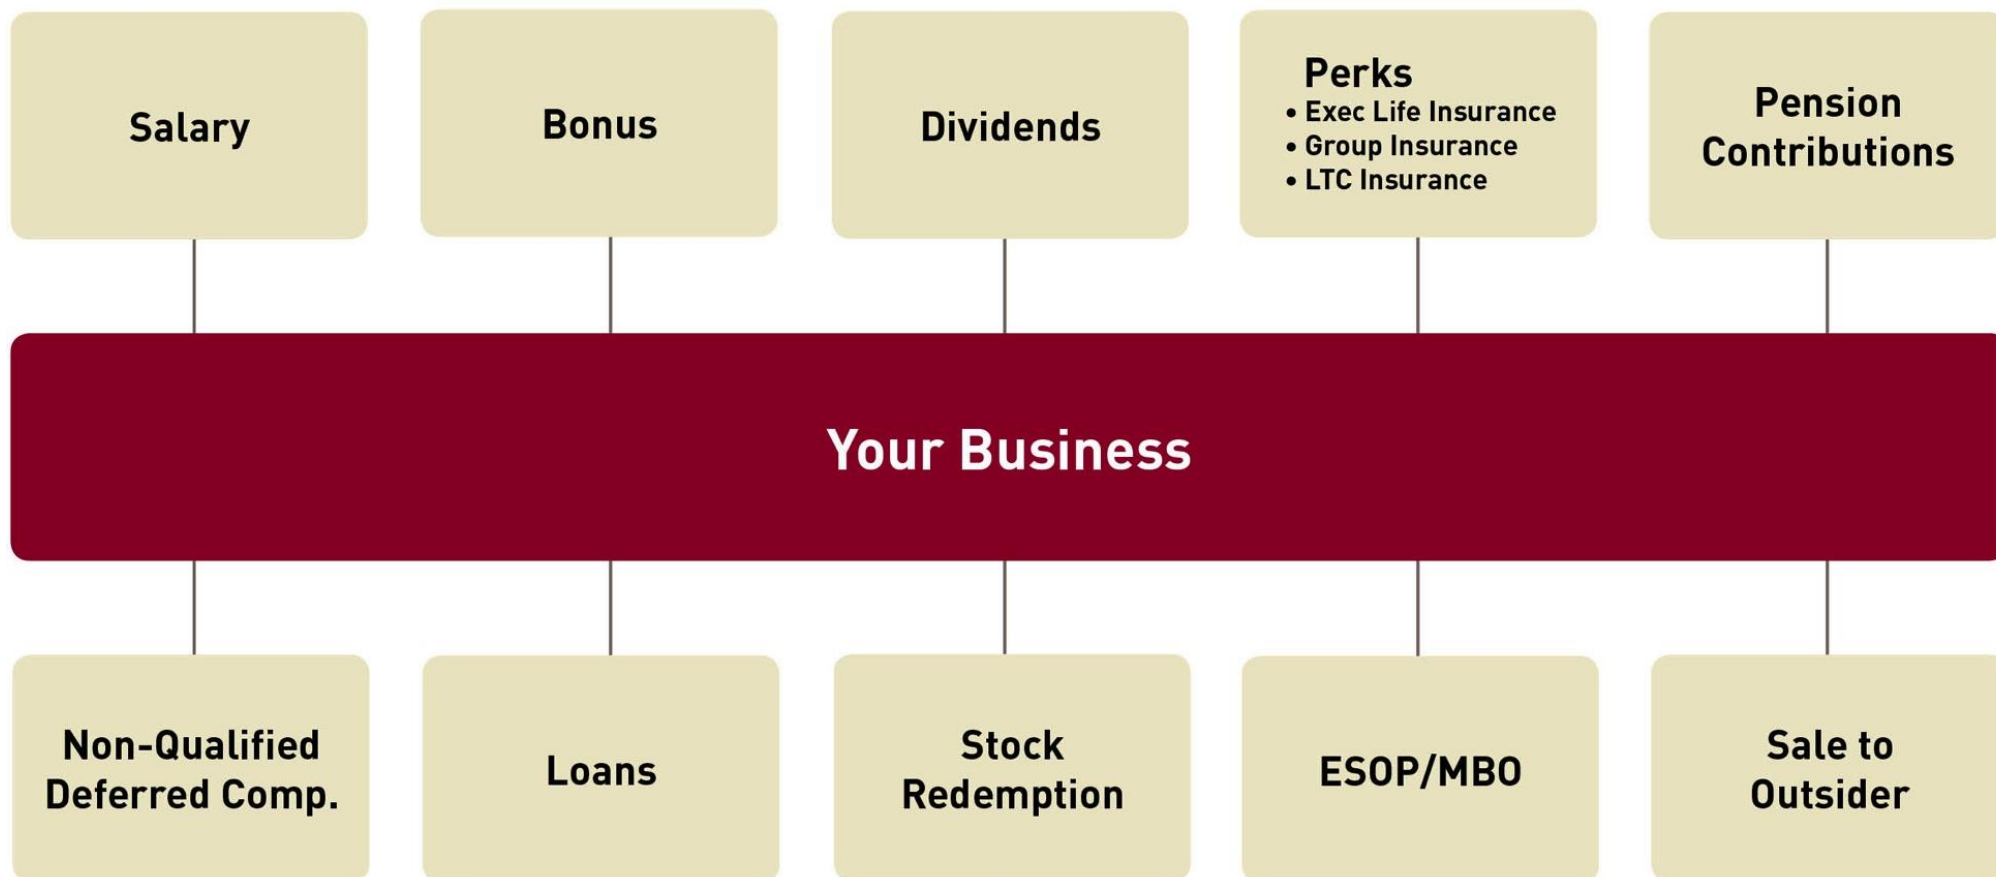 Salary
Bonus
Dividends
Perks
• Exec Life Insurance
• Group Insurance
• LTC Insurance
Pension
Contributions
Your Business
Non-Qualified
Deferred Comp.
Loans
Stock
Redemption
ESOP/MBO
Sale to
Outsider